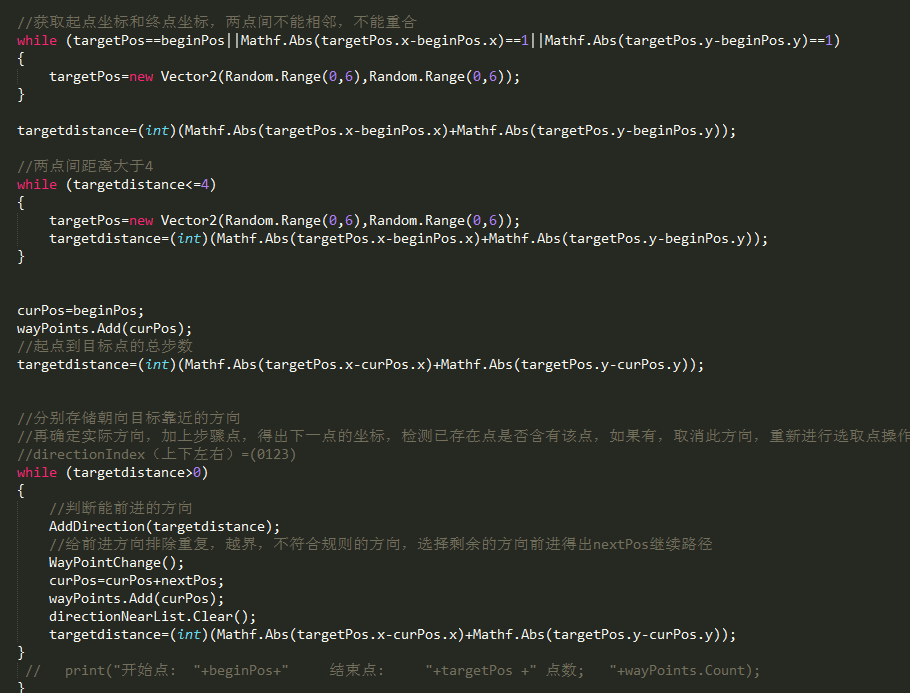 //获取起点坐标和终点坐标，两点间不能相邻，不能重合
while (targetPos==beginPos||Mathf.Abs(targetPos.x-beginPos.x)==1||Mathf.Abs(targetPos.y-beginPos.y)==1)
{
    targetPos=new Vector2(Random.Range(0,6),Random.Range(0,6));
}
targetdistance=(int)(Mathf.Abs(targetPos.x-beginPos.x)+Mathf.Abs(targetPos.y-beginPos.y));
//两点间距离大于4
while (targetdistance<=4)
{
    targetPos=new Vector2(Random.Range(0,6),Random.Range(0,6));
    targetdistance=(int)(Mathf.Abs(targetPos.x-beginPos.x)+Mathf.Abs(targetPos.y-beginPos.y));
}
curPos=beginPos;
wayPoints.Add(curPos);
//起点到目标点的总步数
targetdistance=(int)(Mathf.Abs(targetPos.x-curPos.x)+Mathf.Abs(targetPos.y-curPos.y));
//分别存储朝向目标靠近的方向
//再确定实际方向，加上步骤点，得出下一点的坐标，检测已存在点是否含有该点，如果有，取消此方向，重新进行选取点操作
//directionIndex（上下左右）=(0123)
while (targetdistance>0)
{
    //判断能前进的方向
    AddDirection(targetdistance);
    //给前进方向排除重复，越界，不符合规则的方向，选择剩余的方向前进得出nextPos继续路径
    WayPointChange();
    curPos=curPos+nextPos;
    wayPoints.Add(curPos);
    directionNearList.Clear();
    targetdistance=(int)(Mathf.Abs(targetPos.x-curPos.x)+Mathf.Abs(targetPos.y-curPos.y));
}
//   print("开始点:  "+beginPos+"     结束点:     "+targetPos +" 点数;   "+wayPoints.Count);
}